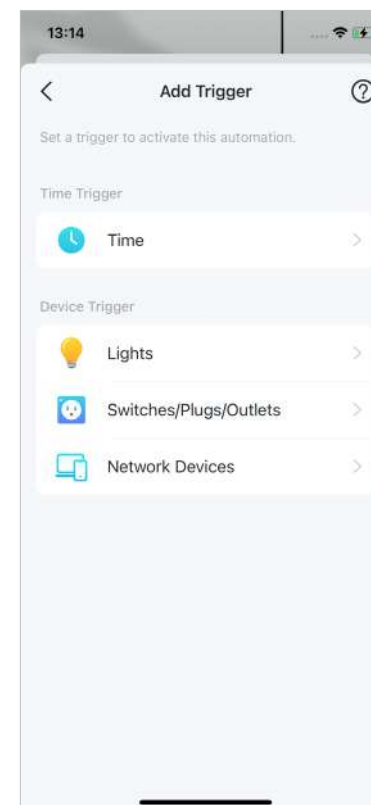 13:14
Add Trigger
Set a trigger to activate this automation.
Time Trigger
Time
Device Trigger
Lights
Switches/Plugs/Outlets
Network Devices